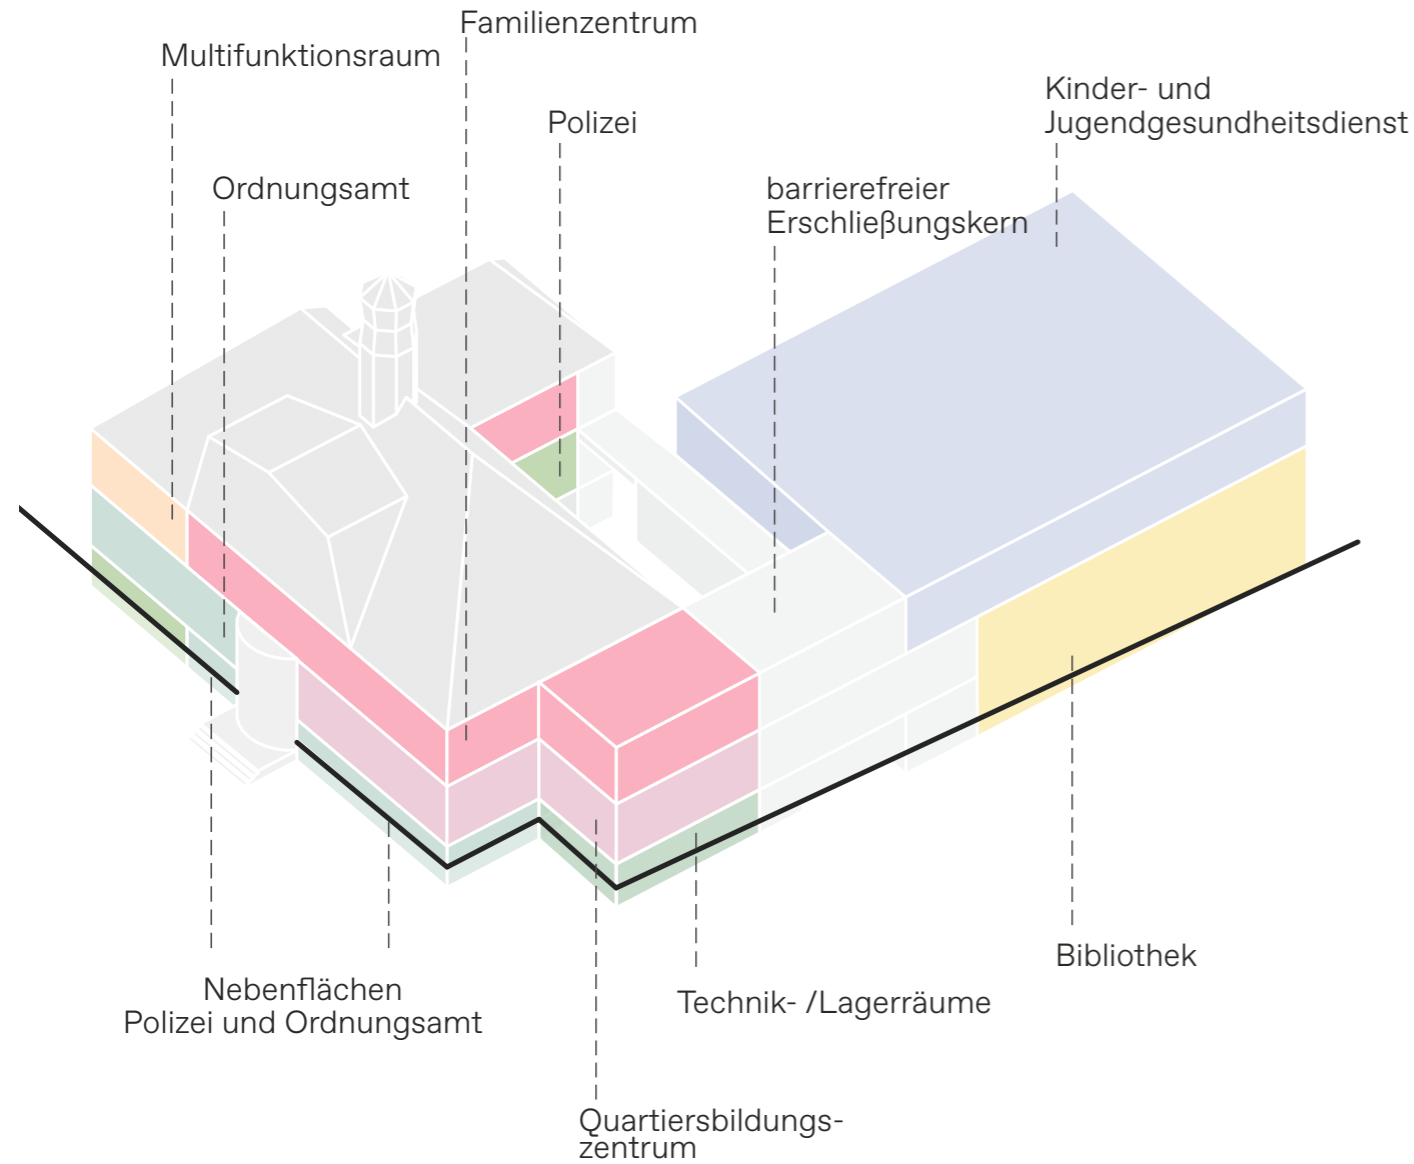 Familienzentrum
Multifunktionsraum
Kinder- und
Jugendgesundheitsdienst
Polizei
Ordnungsamt
barrierefreier
Erschließungskern
Bibliothek
Nebenflächen
Polizei und Ordnungsamt
Technik- /Lagerräume
Quartiersbildungs-
zentrum